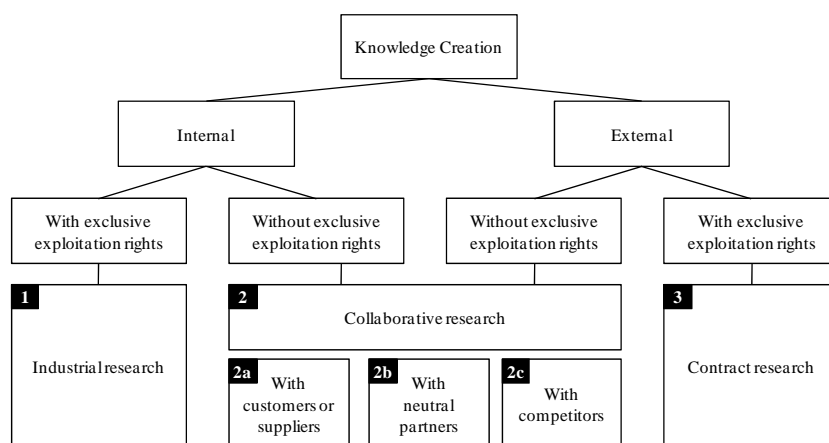 Knowledge Creation
Internal
External
With exclusive
exploitation rights
Without exclusive
exploitation rights
Without exclusive
exploitation rights
With exclusive
exploitation rights
1
Industrial research
2
Collaborative research
2a
With
customers or
suppliers
2b
With
neutral
partners
2c
With
competitors
3
Contract research